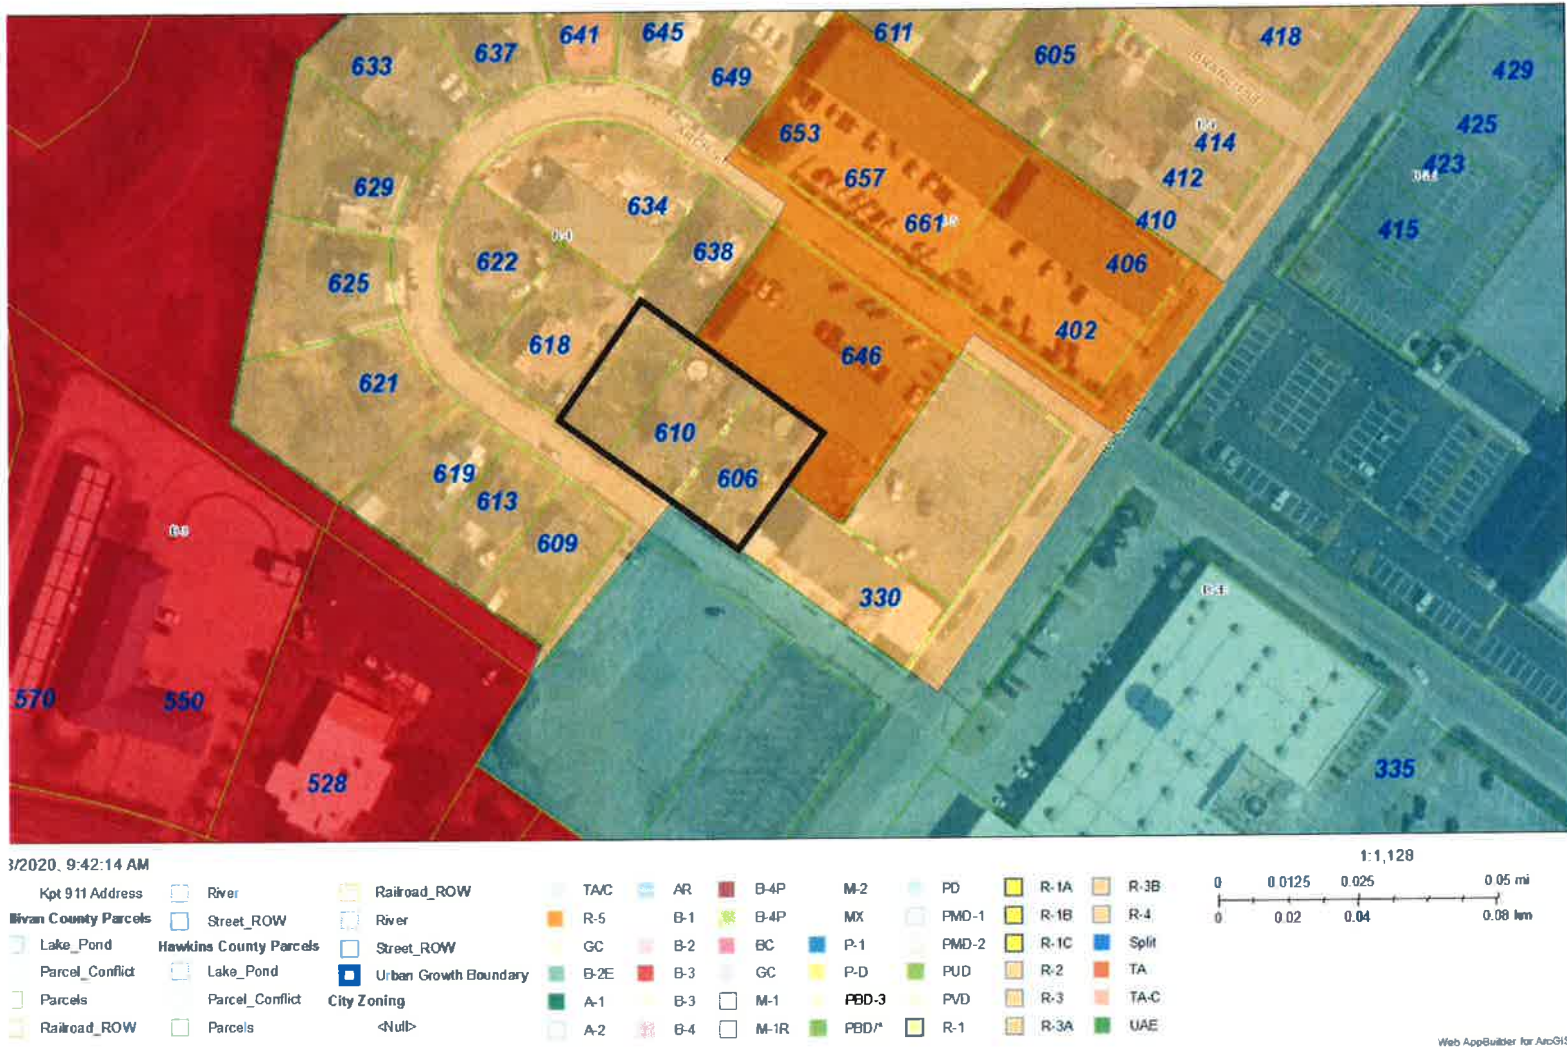 633
637
641
645
649
611
605
418
429
425
423
415
414
412
410
406
402
653
657
661
629
634
638
622
625
618
621
646
610
606
619
613
609
330
335
570
550
528
3/2020, 9:42:14 AM
1:1,128
Kpt 911 Address
County Parcels
Lake_Pond
Parcel_Conflict
Parcels
Railroad_ROW
River
Street_ROW
Hawkins County Parcels
Lake_Pond
Parcel_Conflict
Parcels
Railroad_ROW
River
Street_ROW
Urban Growth Boundary
City Zoning
<Null>
TA/C
R-5
GC
B-2E
A-1
A-2
AR
B-1
B-2
B-3
B-3
B-4
B-4P
B-4P
BC
GC
M-1
M-1R
M-2
MX
P-1
P-D
PBD-3
PBD/*
PD
PMD-1
PMD-2
PUD
PVD
R-1
R-1A
R-1B
R-1C
R-2
R-3
R-3A
R-3B
R-4
Split
TA
TA-C
UAE
0 0.0125 0.025 0.05 mi
0 0.02 0.04 0.08 km
Web AppBuilder for ArcGIS